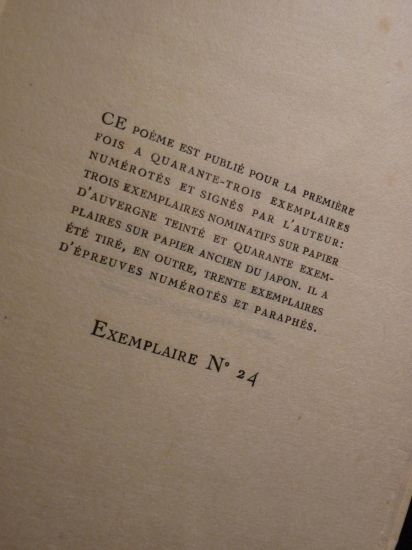 CE POÈME EST PUBLIÉ POUR LA PREMIÈRE
FOIS A QUARANTE-TROIS EXEMPLAIRES
NUMÉROTÉS ET SIGNÉS PAR L'AUTEUR:
TROIS EXEMPLAIRES NOMINATIFS SUR PAPIER
D'AUVERGNE TEINTÉ ET QUARANTE EXEM-
PLAIRES SUR PAPIER ANCIEN DU JAPON. IL A
ÉTÉ TIRÉ, EN OUTRE, TRENTE EXEMPLAIRES
D'ÉPREUVES NUMÉROTÉS ET PARAPHÉS.
EXEMPLAIRE N° 24